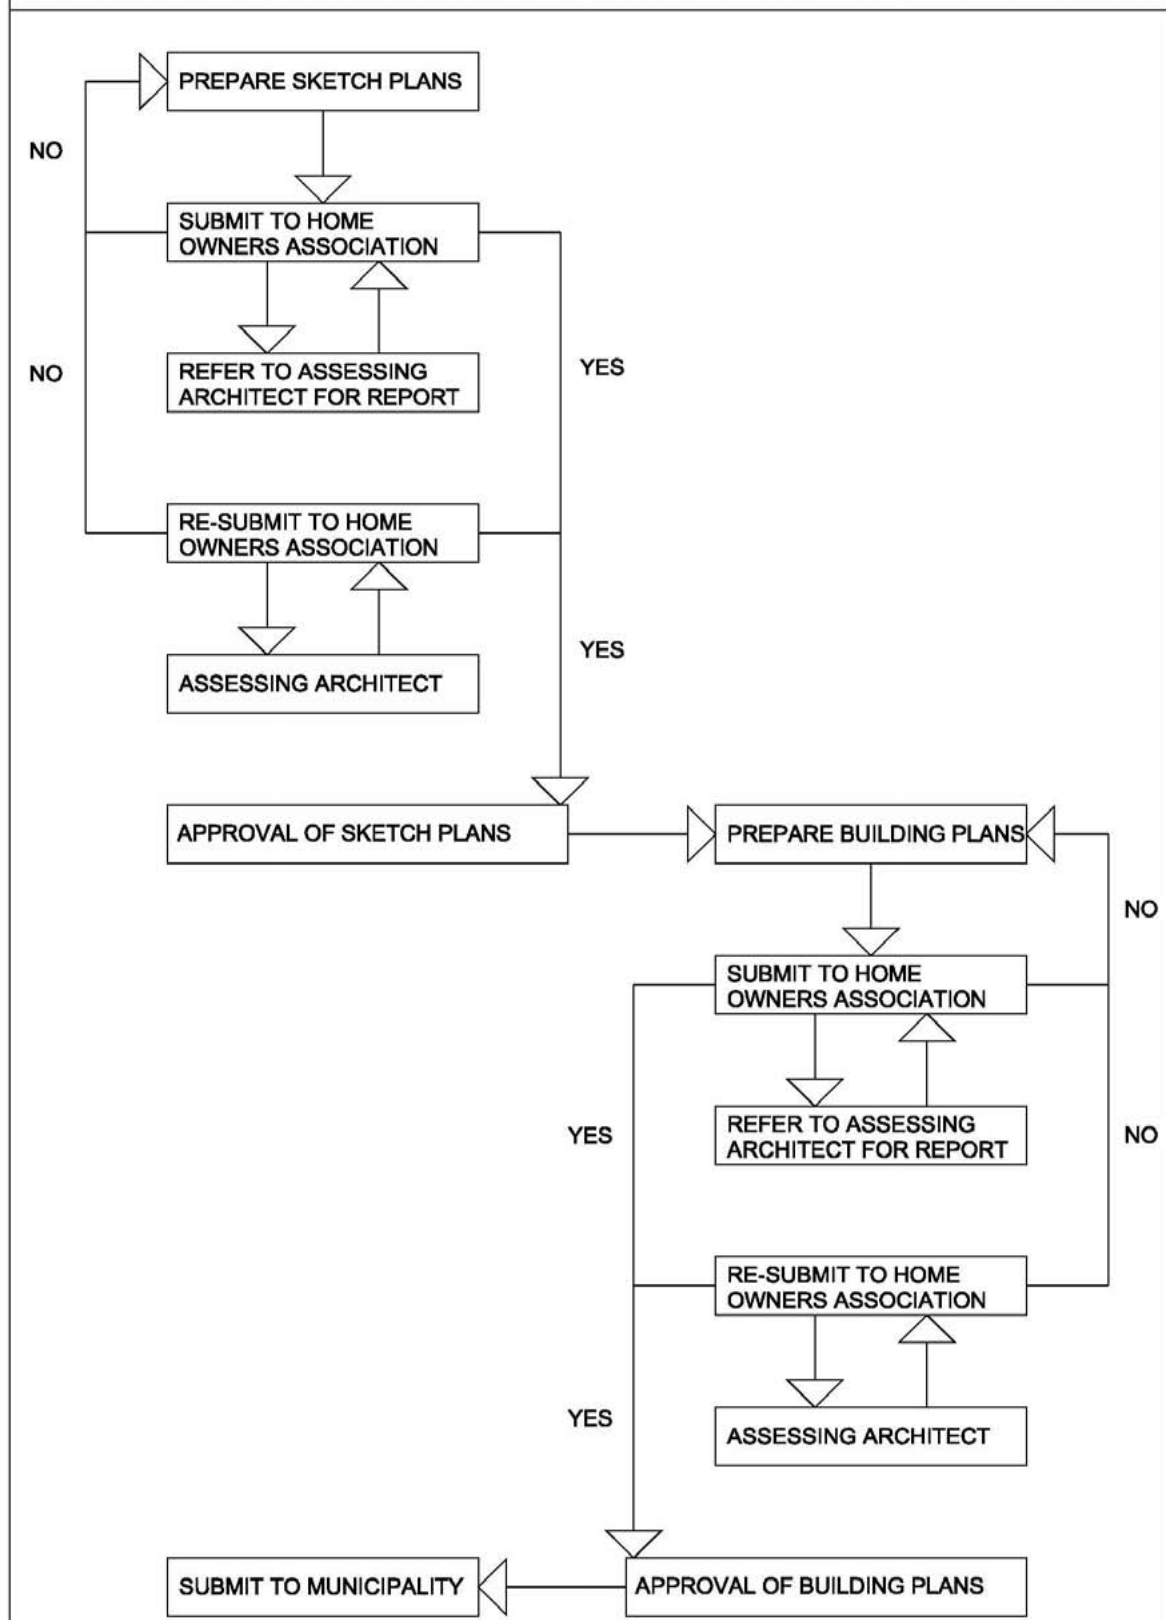 PREPARE SKETCH PLANS
NO
SUBMIT TO HOME
OWNERS ASSOCIATION
NO
REFER TO ASSESSING
ARCHITECT FOR REPORT
YES
RE-SUBMIT TO HOME
OWNERS ASSOCIATION
YES
ASSESSING ARCHITECT
APPROVAL OF SKETCH PLANS
PREPARE BUILDING PLANS
NO
SUBMIT TO HOME
OWNERS ASSOCIATION
YES
REFER TO ASSESSING
ARCHITECT FOR REPORT
NO
RE-SUBMIT TO HOME
OWNERS ASSOCIATION
YES
ASSESSING ARCHITECT
SUBMIT TO MUNICIPALITY
APPROVAL OF BUILDING PLANS